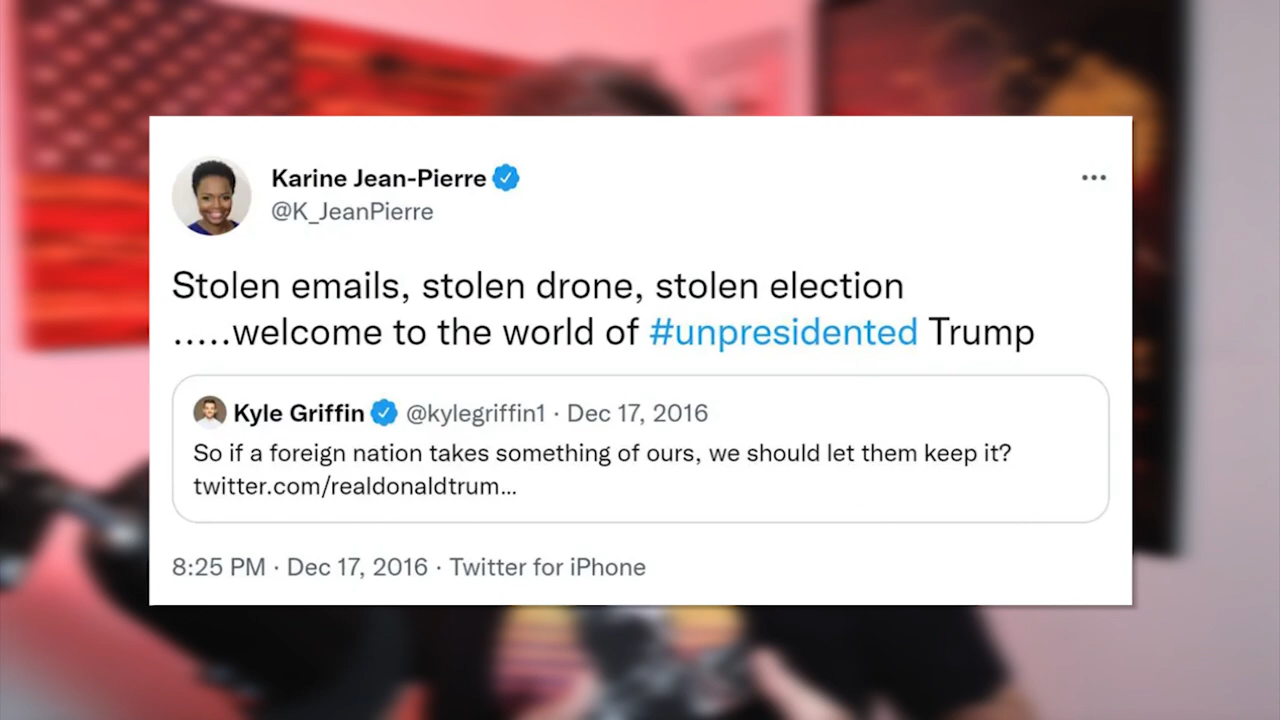 Karine Jean-Pierre
@K_JeanPierre
Stolen emails, stolen drone, stolen election
.....welcome to the world of #unpresidented Trump
Kyle Griffin @kylegriffin1 · Dec 17, 2016
So if a foreign nation takes something of ours, we should let them keep it?
twitter.com/realdonaldtrum...
8:25 PM · Dec 17, 2016 · Twitter for iPhone